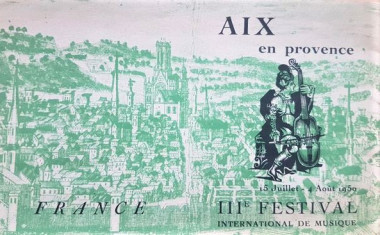 AIX
en provence
15 Juillet - 4 Août 1950
FRANCE
IIIE FESTIVAL
INTERNATIONAL DE MUSIQUE